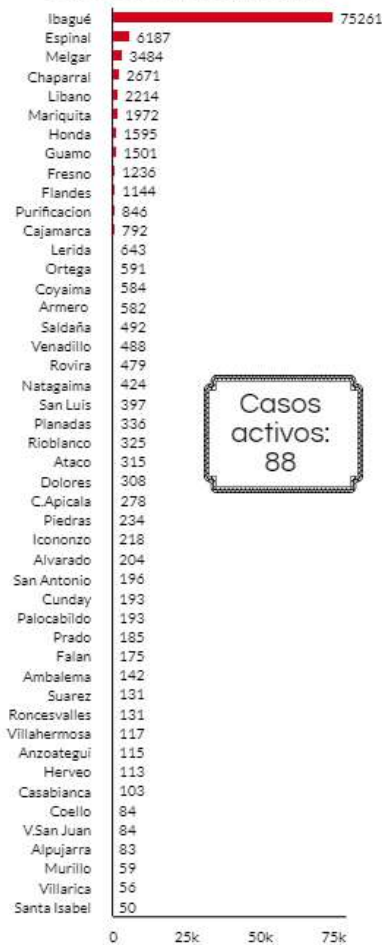 Ibagué 75261
Espinal 6187
Melgar 3484
Chaparral 2671
Libano 2214
Mariquita 1972
Honda 1595
Guamo 1501
Fresno 1236
Flandes 1144
Purificacion 846
Cajamarca 792
Lerida 643
Ortega 591
Coyaima 584
Armero 582
Saldaña 492
Venadillo 488
Rovira 479
Natagaima 424
San Luis 397
Planadas 336
Rioblanco 325
Ataco 315
Dolores 308
C.Apicala 278
Piedras 234
Icononzo 218
Alvarado 204
San Antonio 196
Cunday 193
Palocabildo 193
Prado 185
Falan 175
Ambalema 142
Suarez 131
Roncesvalles 131
Villahermosa 117
Anzoategui 115
Herveo 113
Casabianca 103
Coello 84
V.San Juan 84
Alpujarra 83
Murillo 59
Villarica 56
Santa Isabel 50
0 25k 50k 75k
Casos
activos:
88